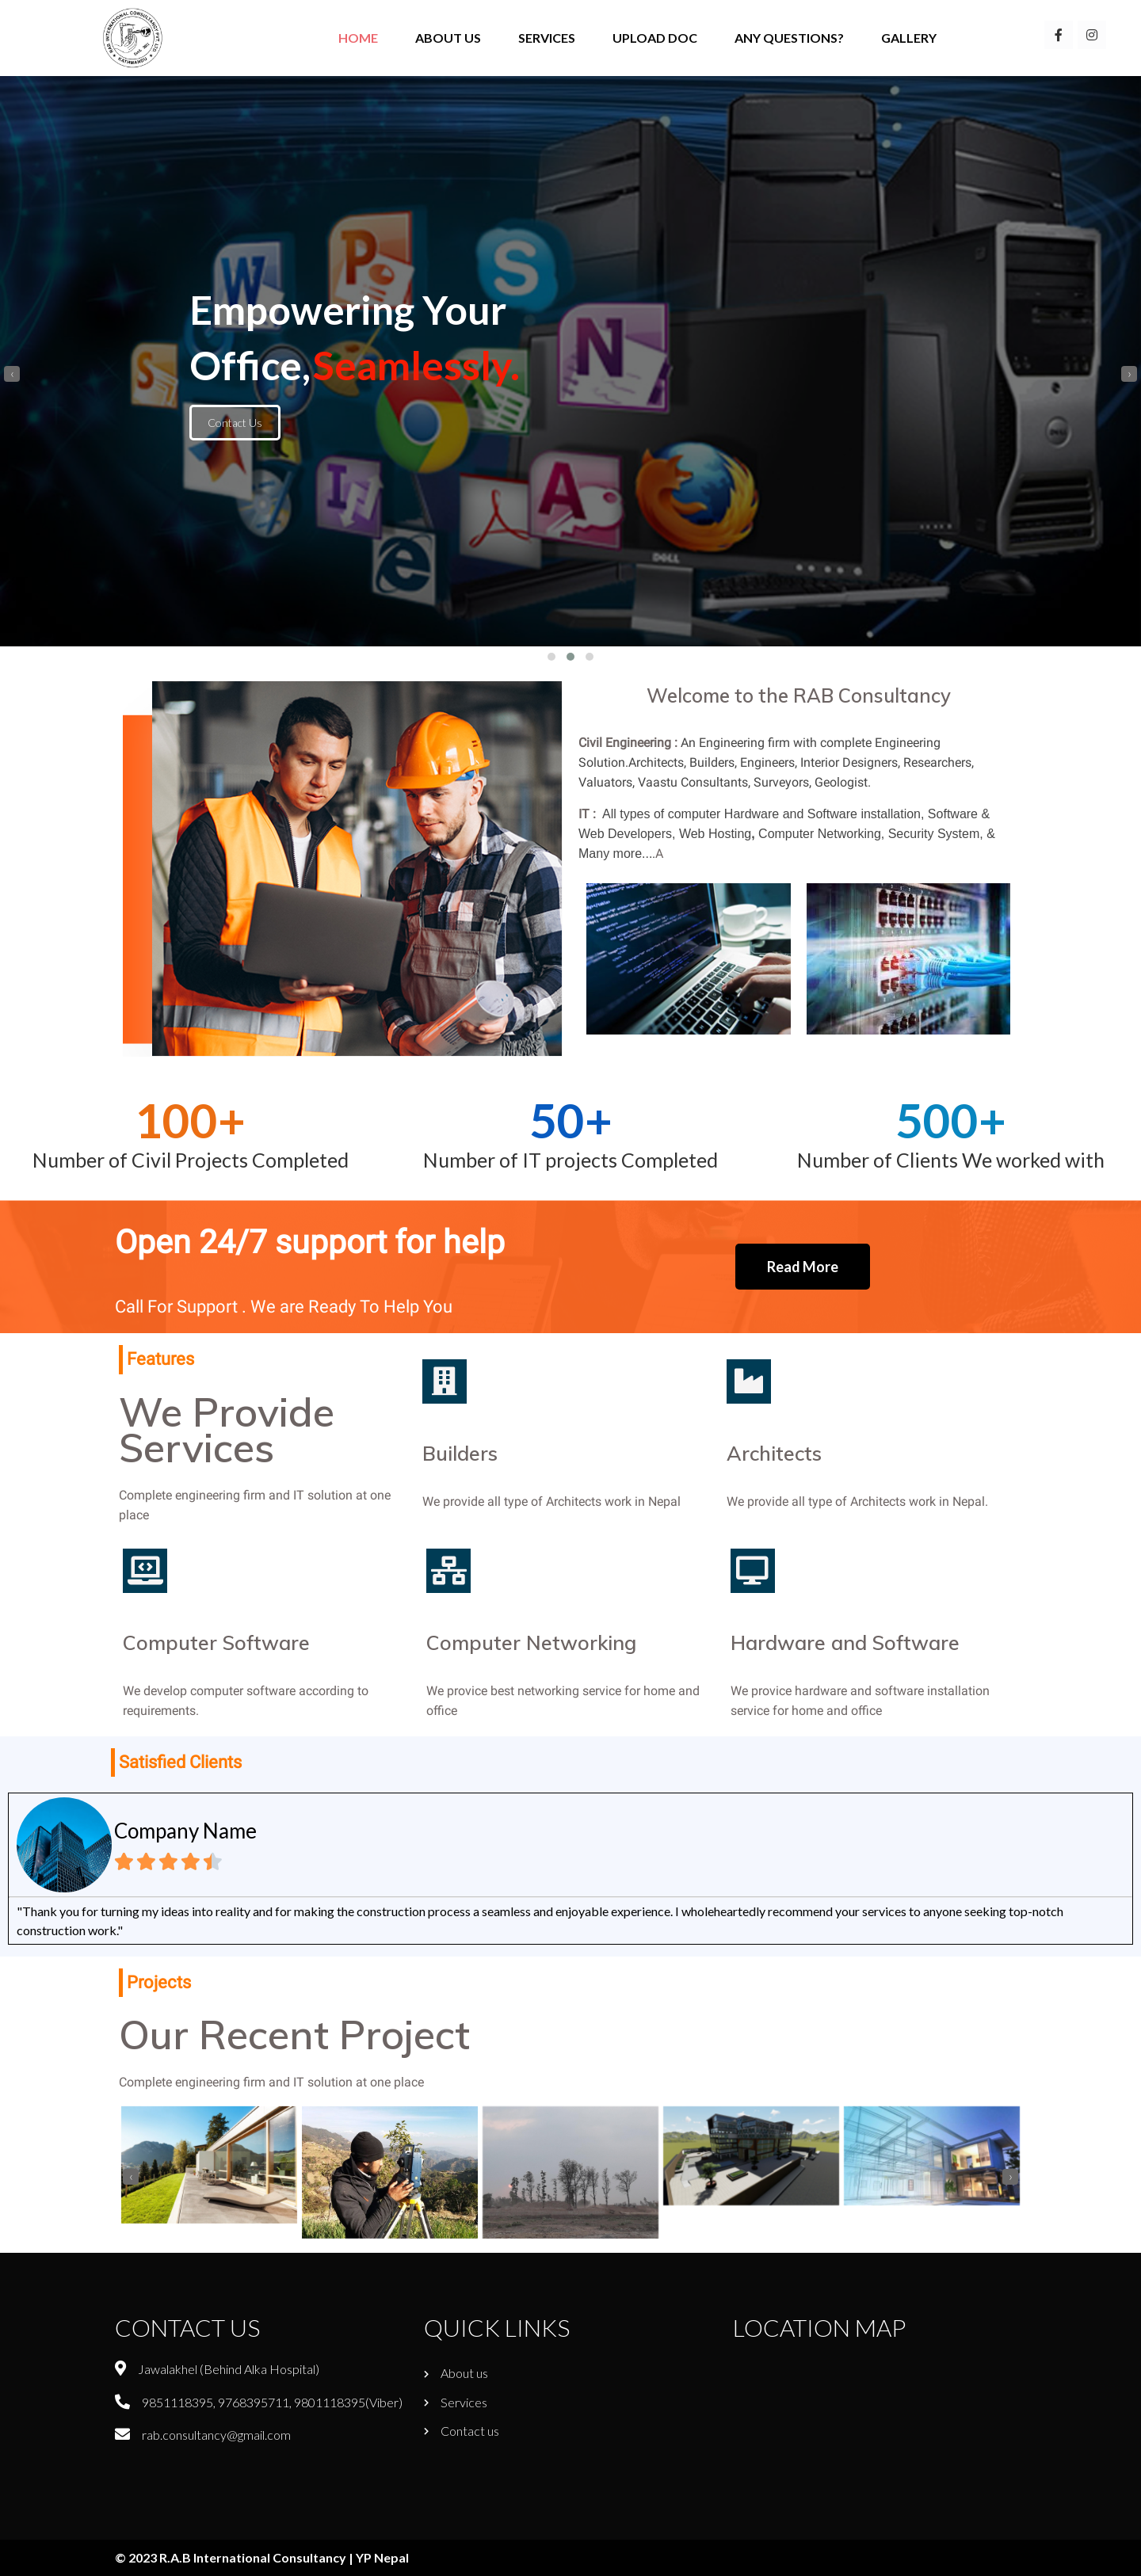 RAB INTERNATIONAL CONSULTANCY PVT.
KATHMANDU
HOME
ABOUT US
SERVICES
UPLOAD DOC
ANY QUESTIONS?
GALLERY
Empowering Your
Office,Seamlessly.
Contact Us
DELL
Welcome to the RAB Consultancy
Civil Engineering : An Engineering firm with complete Engineering
Solution.Architects, Builders, Engineers, Interior Designers, Researchers,
Valuators, Vaastu Consultants, Surveyors, Geologist.
IT : All types of computer Hardware and Software installation, Software &
Web Developers, Web Hosting, Computer Networking, Security System, &
Many more....A
100+
Number of Civil Projects Completed
50+
Number of IT projects Completed
500+
Number of Clients We worked with
Open 24/7 support for help
Call For Support . We are Ready To Help You
Read More
Features
We Provide
Services
Complete engineering firm and IT solution at one
place
Builders
We provide all type of Architects work in Nepal
Architects
We provide all type of Architects work in Nepal.
Computer Software
We develop computer software according to
requirements.
Computer Networking
We provice best networking service for home and
office
Hardware and Software
We provice hardware and software installation
service for home and office
Satisfied Clients
Company Name
"Thank you for turning my ideas into reality and for making the construction process a seamless and enjoyable experience. I wholeheartedly recommend your services to anyone seeking top-notch
construction work."
Projects
Our Recent Project
Complete engineering firm and IT solution at one place
CONTACT US
Jawalakhel (Behind Alka Hospital)
9851118395, 9768395711, 9801118395(Viber)
rab.consultancy@gmail.com
QUICK LINKS
About us
Services
Contact us
LOCATION MAP
© 2023 R.A.B International Consultancy | YP Nepal